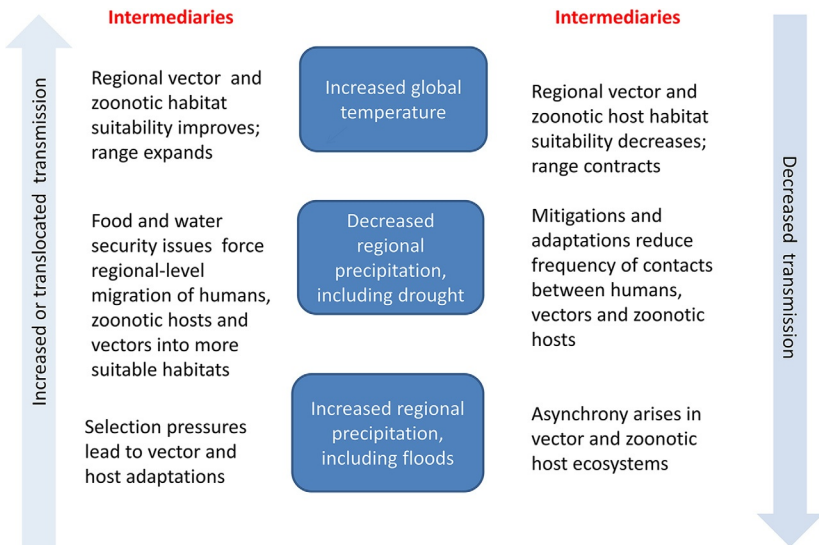 Increased or translocated transmission
Intermediaries
Regional vector and
zoonotic habitat
suitability improves;
range expands
Food and water
security issues force
regional-level
migration of humans,
zoonotic hosts and
vectors into more
suitable habitats
Selection pressures
lead to vector and
host adaptations
Increased global
temperature
Decreased
regional
precipitation,
including drought
Increased regional
precipitation,
including floods
Intermediaries
Regional vector and
zoonotic host habitat
suitability decreases;
range contracts
Mitigations and
adaptations reduce
frequency of contacts
between humans,
vectors and zoonotic
hosts
Asynchrony arises in
vector and zoonotic
host ecosystems
Decreased transmission